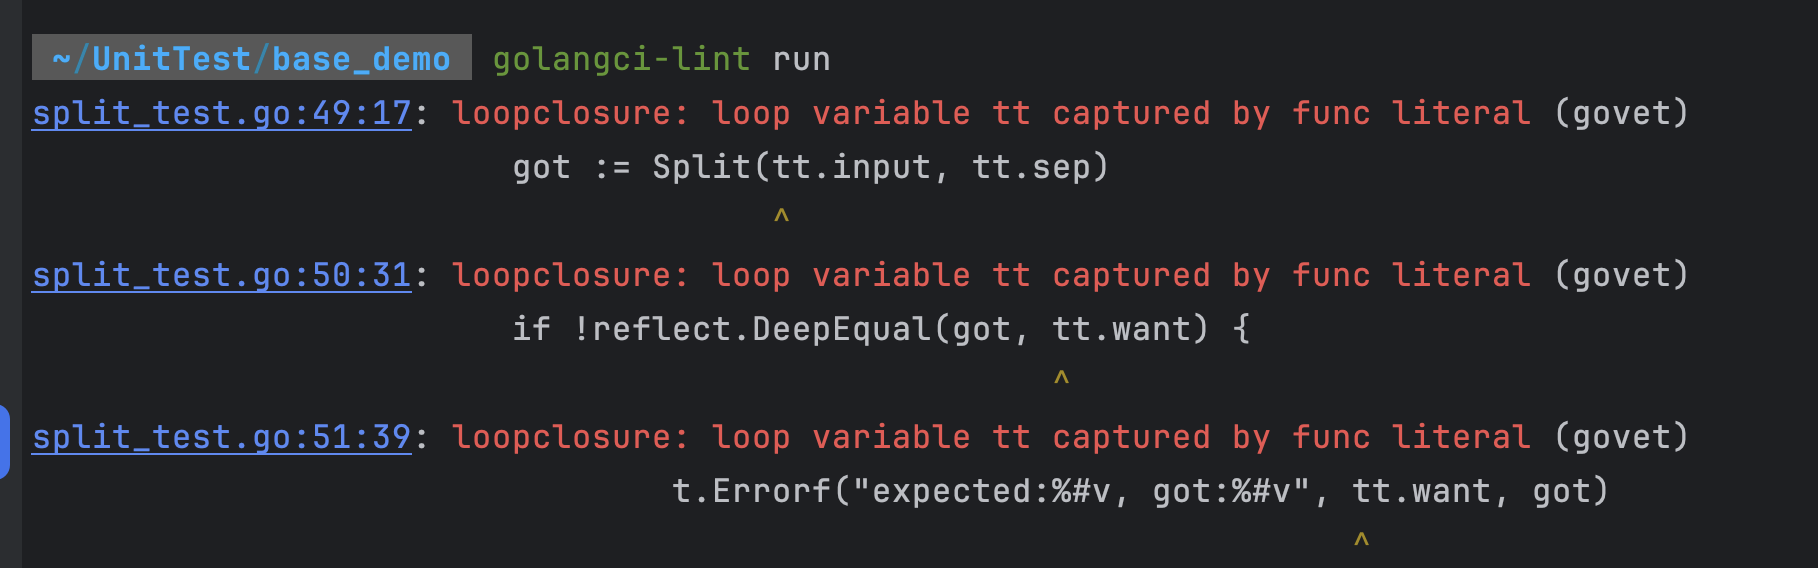 ~/UnitTest/base_demo golangci-lint run
split_test.go:49:17: loopclosure: loop variable tt captured by func literal (govet)
got := Split(tt.input, tt.sep)
^
split_test.go:50:31: loopclosure: loop variable tt captured by func literal (govet)
if !reflect.DeepEqual(got, tt.want) {
^
split_test.go:51:39: loopclosure: loop variable tt captured by func literal (govet)
t.Errorf("expected:%#v, got:%#v", tt.want, got)
^